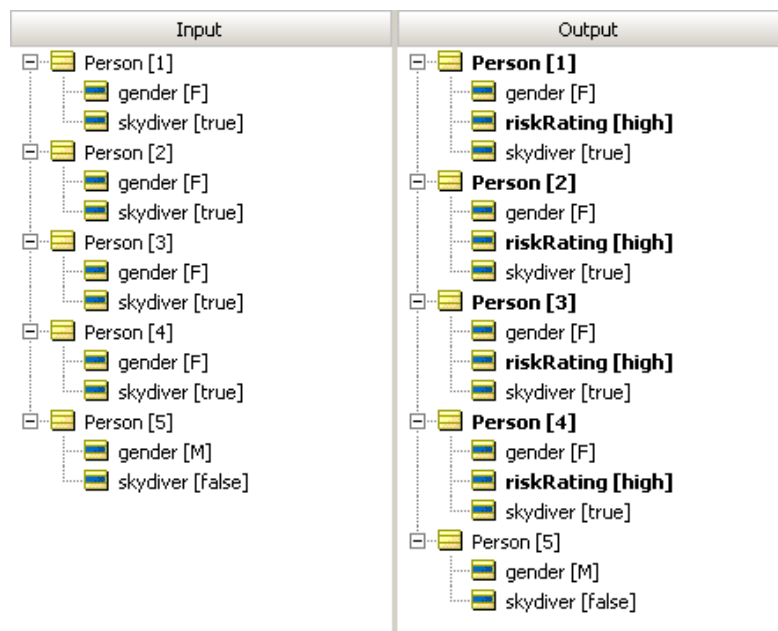 Input
Person [1]
gender [F]
skydiver [true]
Person [2]
gender [F]
skydiver [true]
Person [3]
gender [F]
skydiver [true]
Person [4]
gender [F]
skydiver [true]
Person [5]
gender [M]
skydiver [false]
Output
Person [1]
gender [F]
riskRating [high]
skydiver [true]
Person [2]
gender [F]
riskRating [high]
skydiver [true]
Person [3]
gender [F]
riskRating [high]
skydiver [true]
Person [4]
gender [F]
riskRating [high]
skydiver [true]
Person [5]
gender [M]
skydiver [false]